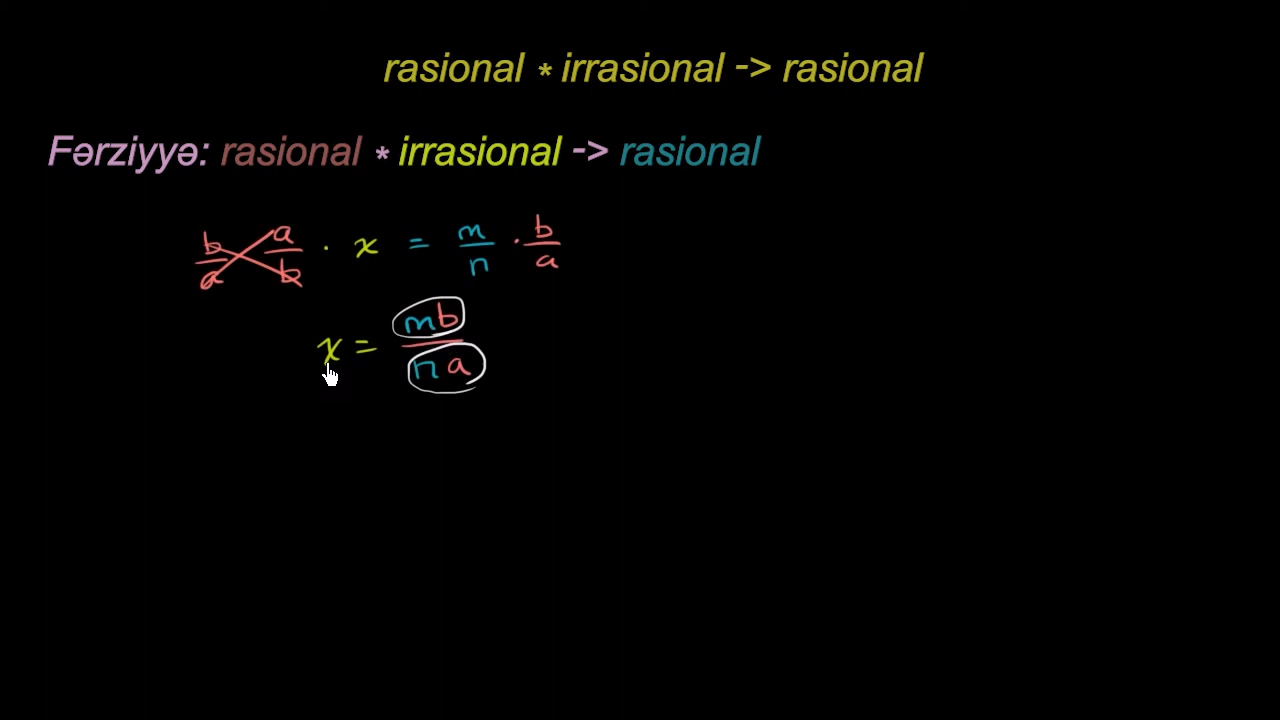 rasional * irrasional -> rasional
Fərziyyə: rasional * irrasional -> rasional
b/a a/b · x = m/n · b/a
x = mb/na